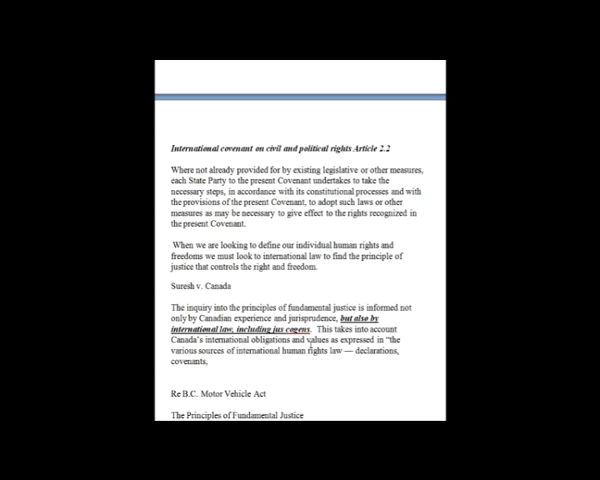 International covenant on civil and political rights Article 2.2
Where not already provided for by existing legislative or other measures,
each State Party to the present Covenant undertakes to take the
necessary steps, in accordance with its constitutional processes and with
the provisions of the present Covenant, to adopt such laws or other
measures as may be necessary to give effect to the rights recognized in
the present Covenant.
When we are looking to define our individual human rights and
freedoms we must look to international law to find the principle of
justice that controls the right and freedom.
Suresh v. Canada
The inquiry into the principles of fundamental justice is informed not
only by Canadian experience and jurisprudence, but also by
international law, including jus cogens. This takes into account
Canada's international obligations and values as expressed in “the
various sources of international human rights law — declarations,
covenants,
Re B.C. Motor Vehicle Act
The Principles of Fundamental Justice